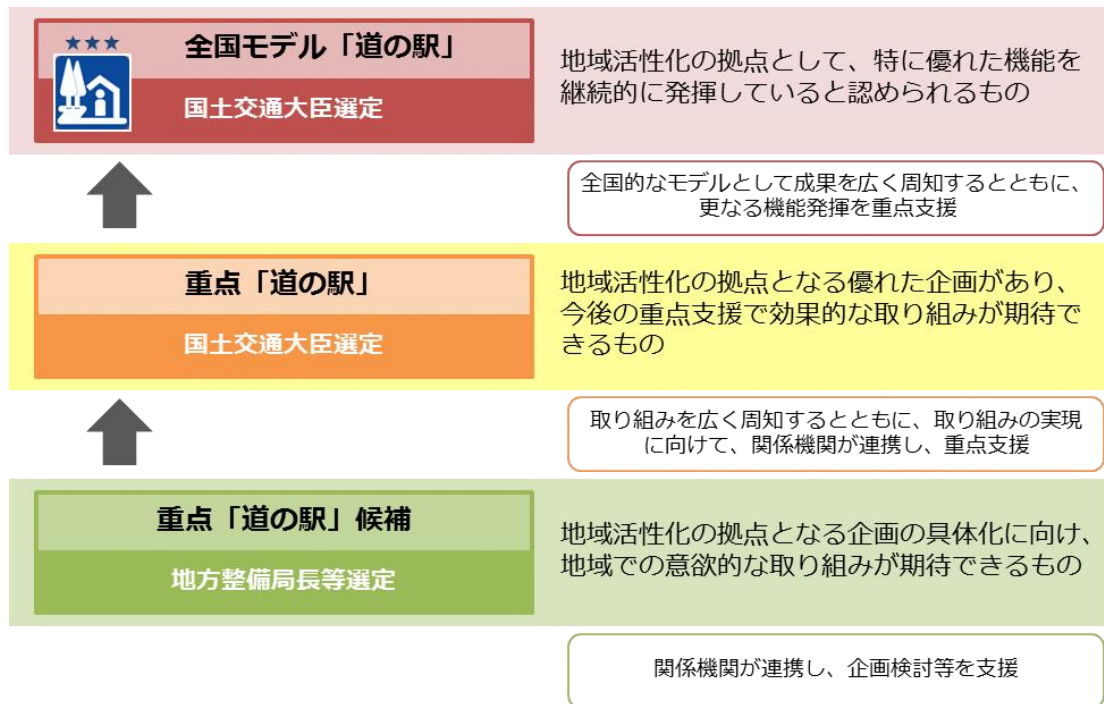 ★★★
全国モデル「道の駅」
国土交通大臣選定
地域活性化の拠点として、特に優れた機能を
継続的に発揮していると認められるもの
全国的なモデルとして成果を広く周知するとともに、
更なる機能発揮を重点支援
重点「道の駅」
国土交通大臣選定
地域活性化の拠点となる優れた企画があり、
今後の重点支援で効果的な取り組みが期待で
きるもの
取り組みを広く周知するとともに、取り組みの実現
に向けて、関係機関が連携し、重点支援
重点「道の駅」候補
地方整備局長等選定
地域活性化の拠点となる企画の具体化に向け、
地域での意欲的な取り組みが期待できるもの
関係機関が連携し、企画検討等を支援